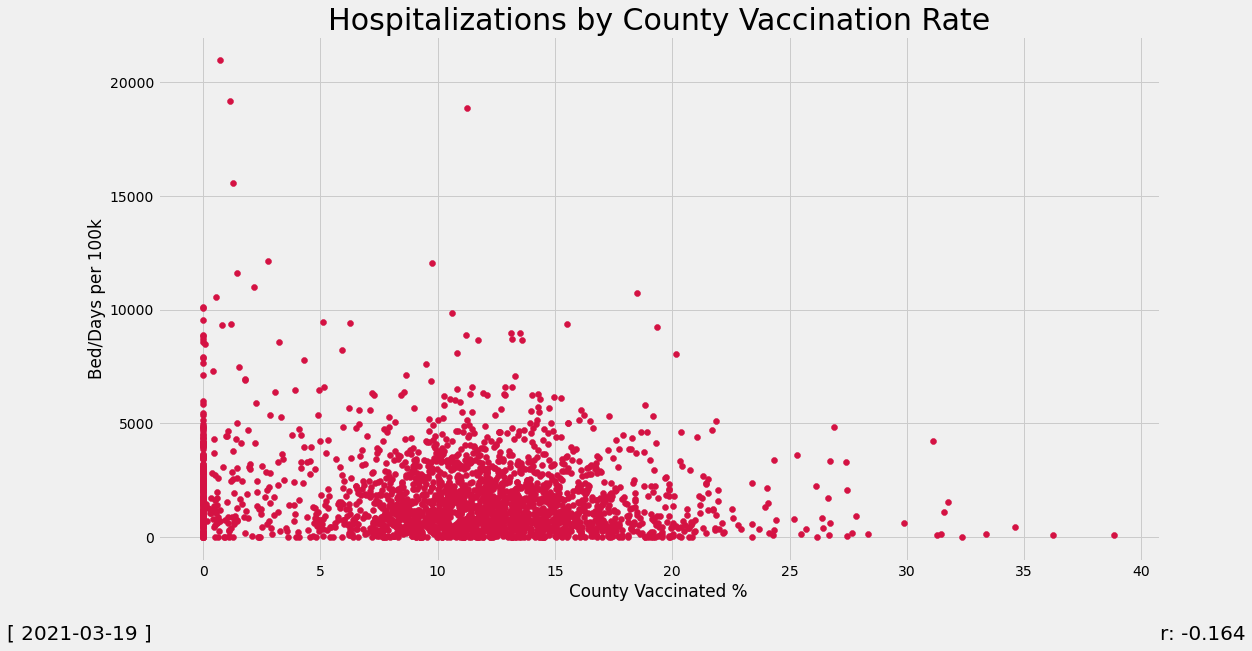 Hospitalizations by County Vaccination Rate
20000
15000
10000
5000
0
Bed/Days per 100k
0 5 10 15 20 25 30 35 40
County Vaccinated %
[ 2021-03-19 ]
r: -0.164